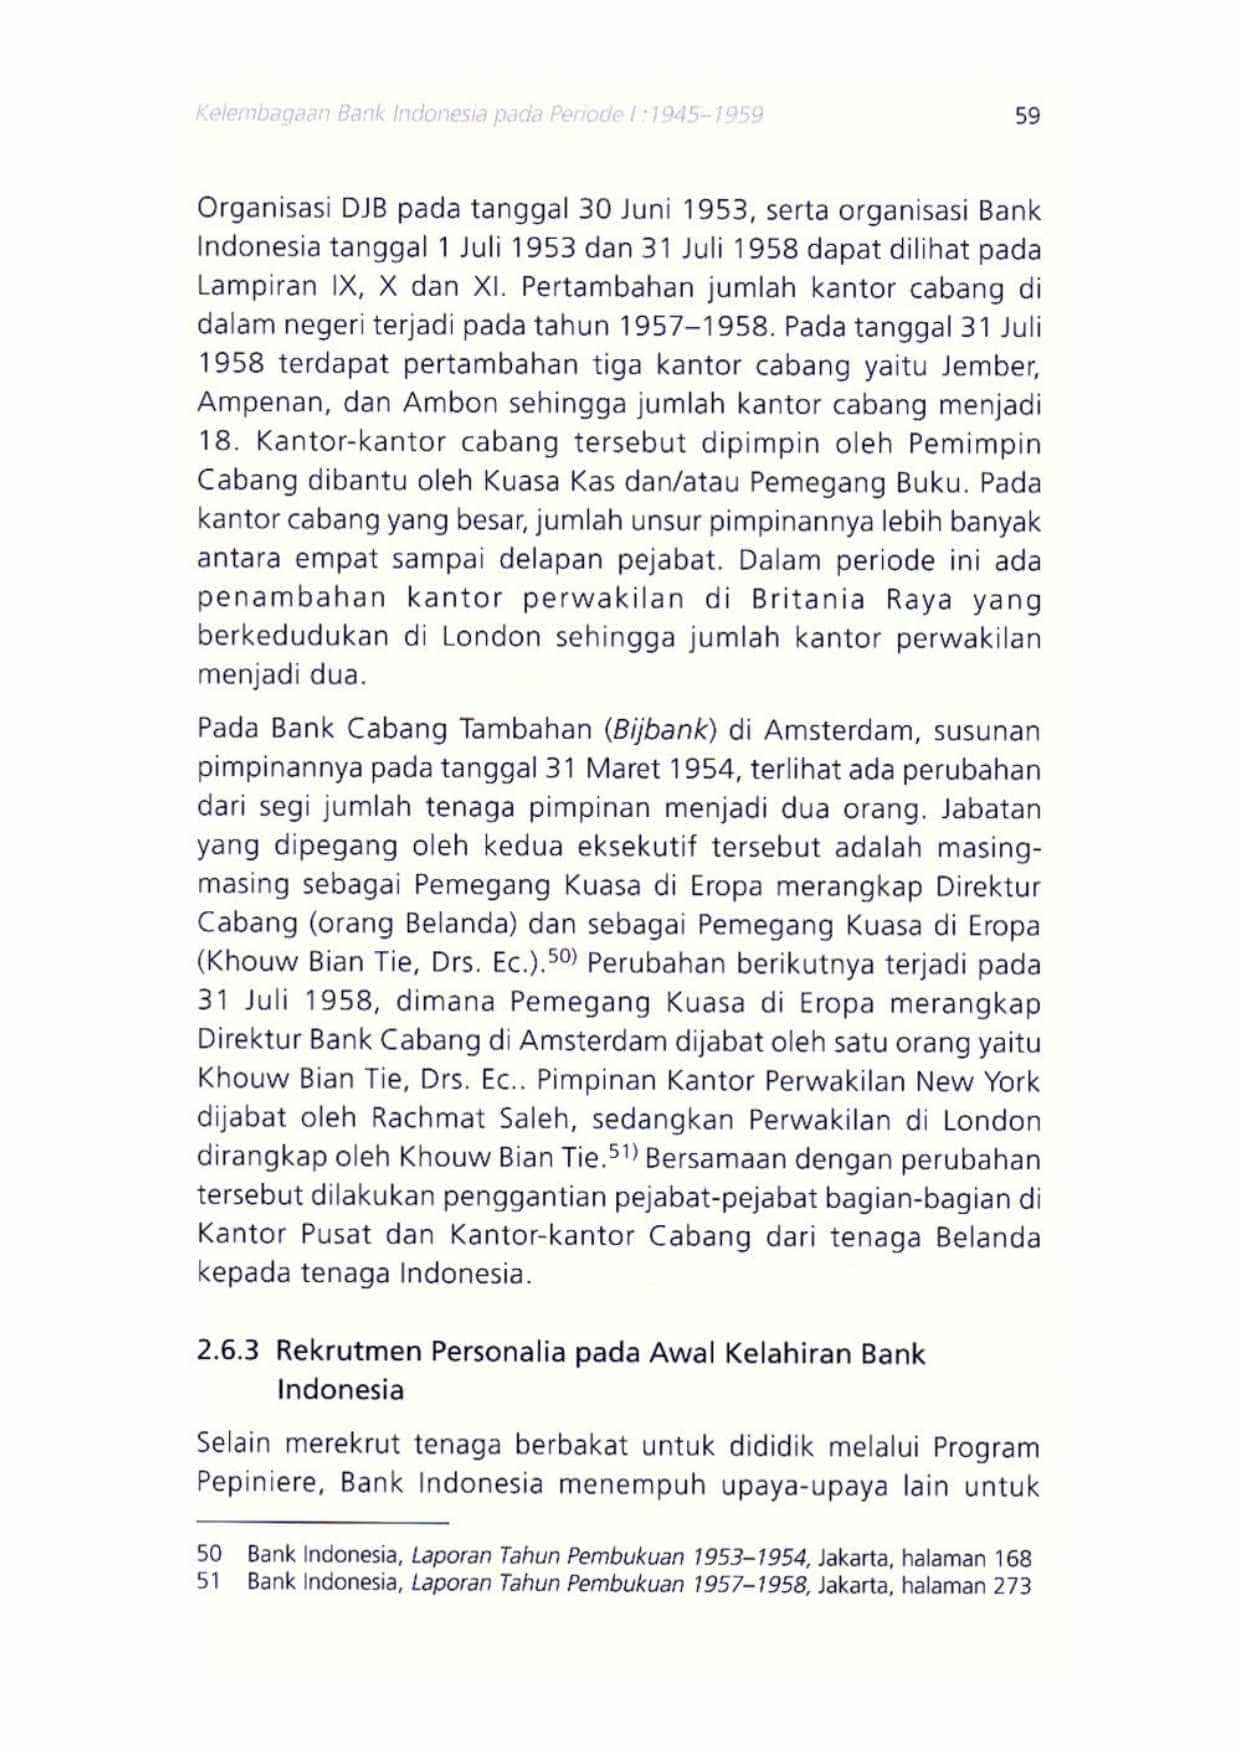 Kelembagaan Bank Indonesia pada Periode I :1945–1959 59
Organisasi DJB pada tanggal 30 Juni 1953, serta organisasi Bank
Indonesia tanggal 1 Juli 1953 dan 31 Juli 1958 dapat dilihat pada
Lampiran IX, X dan XI. Pertambahan jumlah kantor cabang di
dalam negeri terjadi pada tahun 1957–1958. Pada tanggal 31 Juli
1958 terdapat pertambahan tiga kantor cabang yaitu Jember,
Ampenan, dan Ambon sehingga jumlah kantor cabang menjadi
18. Kantor-kantor cabang tersebut dipimpin oleh Pemimpin
Cabang dibantu oleh Kuasa Kas dan/atau Pemegang Buku. Pada
kantor cabang yang besar, jumlah unsur pimpinannya lebih banyak
antara empat sampai delapan pejabat. Dalam periode ini ada
penambahan kantor perwakilan di Britania Raya yang
berkedudukan di London sehingga jumlah kantor perwakilan
menjadi dua.
Pada Bank Cabang Tambahan (Bijbank) di Amsterdam, susunan
pimpinannya pada tanggal 31 Maret 1954, terlihat ada perubahan
dari segi jumlah tenaga pimpinan menjadi dua orang. Jabatan
yang dipegang oleh kedua eksekutif tersebut adalah masing-
masing sebagai Pemegang Kuasa di Eropa merangkap Direktur
Cabang (orang Belanda) dan sebagai Pemegang Kuasa di Eropa
(Khouw Bian Tie, Drs. Ec.).50) Perubahan berikutnya terjadi pada
31 Juli 1958, dimana Pemegang Kuasa di Eropa merangkap
Direktur Bank Cabang di Amsterdam dijabat oleh satu orang yaitu
Khouw Bian Tie, Drs. Ec.. Pimpinan Kantor Perwakilan New York
dijabat oleh Rachmat Saleh, sedangkan Perwakilan di London
dirangkap oleh Khouw Bian Tie.51) Bersamaan dengan perubahan
tersebut dilakukan penggantian pejabat-pejabat bagian-bagian di
Kantor Pusat dan Kantor-kantor Cabang dari tenaga Belanda
kepada tenaga Indonesia.
2.6.3 Rekrutmen Personalia pada Awal Kelahiran Bank
Indonesia
Selain merekrut tenaga berbakat untuk dididik melalui Program
Pepiniere, Bank Indonesia menempuh upaya-upaya lain untuk
50 Bank Indonesia, Laporan Tahun Pembukuan 1953–1954, Jakarta, halaman 168
51 Bank Indonesia, Laporan Tahun Pembukuan 1957–1958, Jakarta, halaman 273